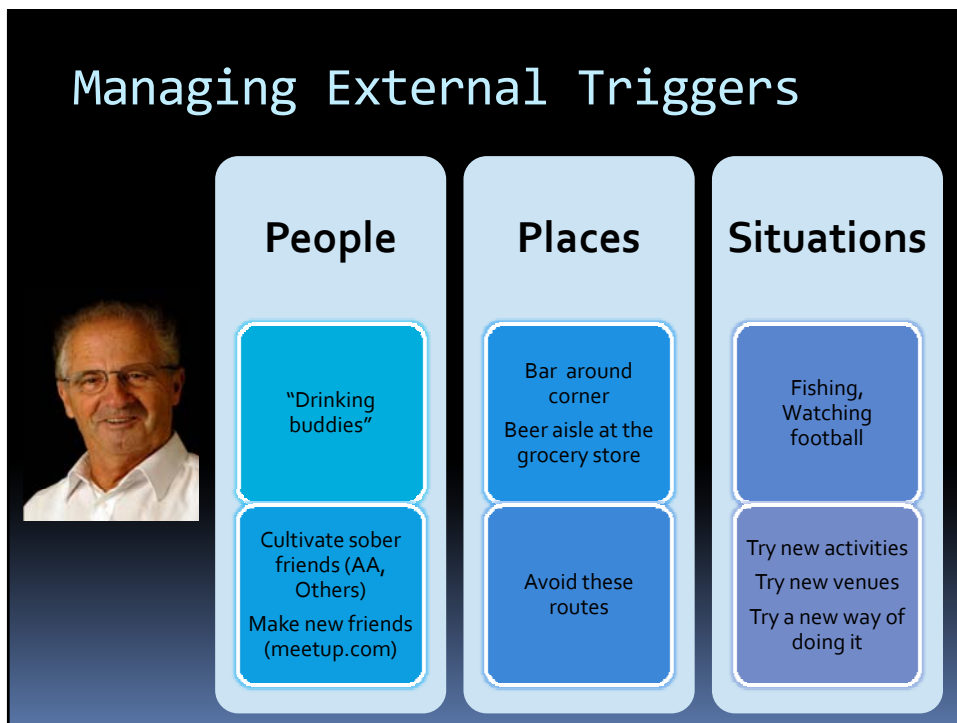 Managing External Triggers
People
“Drinking
buddies”
Cultivate sober
friends (AA,
Others)
Make new friends
(meetup.com)
Places
Bar around
corner
Beer aisle at the
grocery store
Avoid these
routes
Situations
Fishing,
Watching
football
Try new activities
Try new venues
Try a new way of
doing it